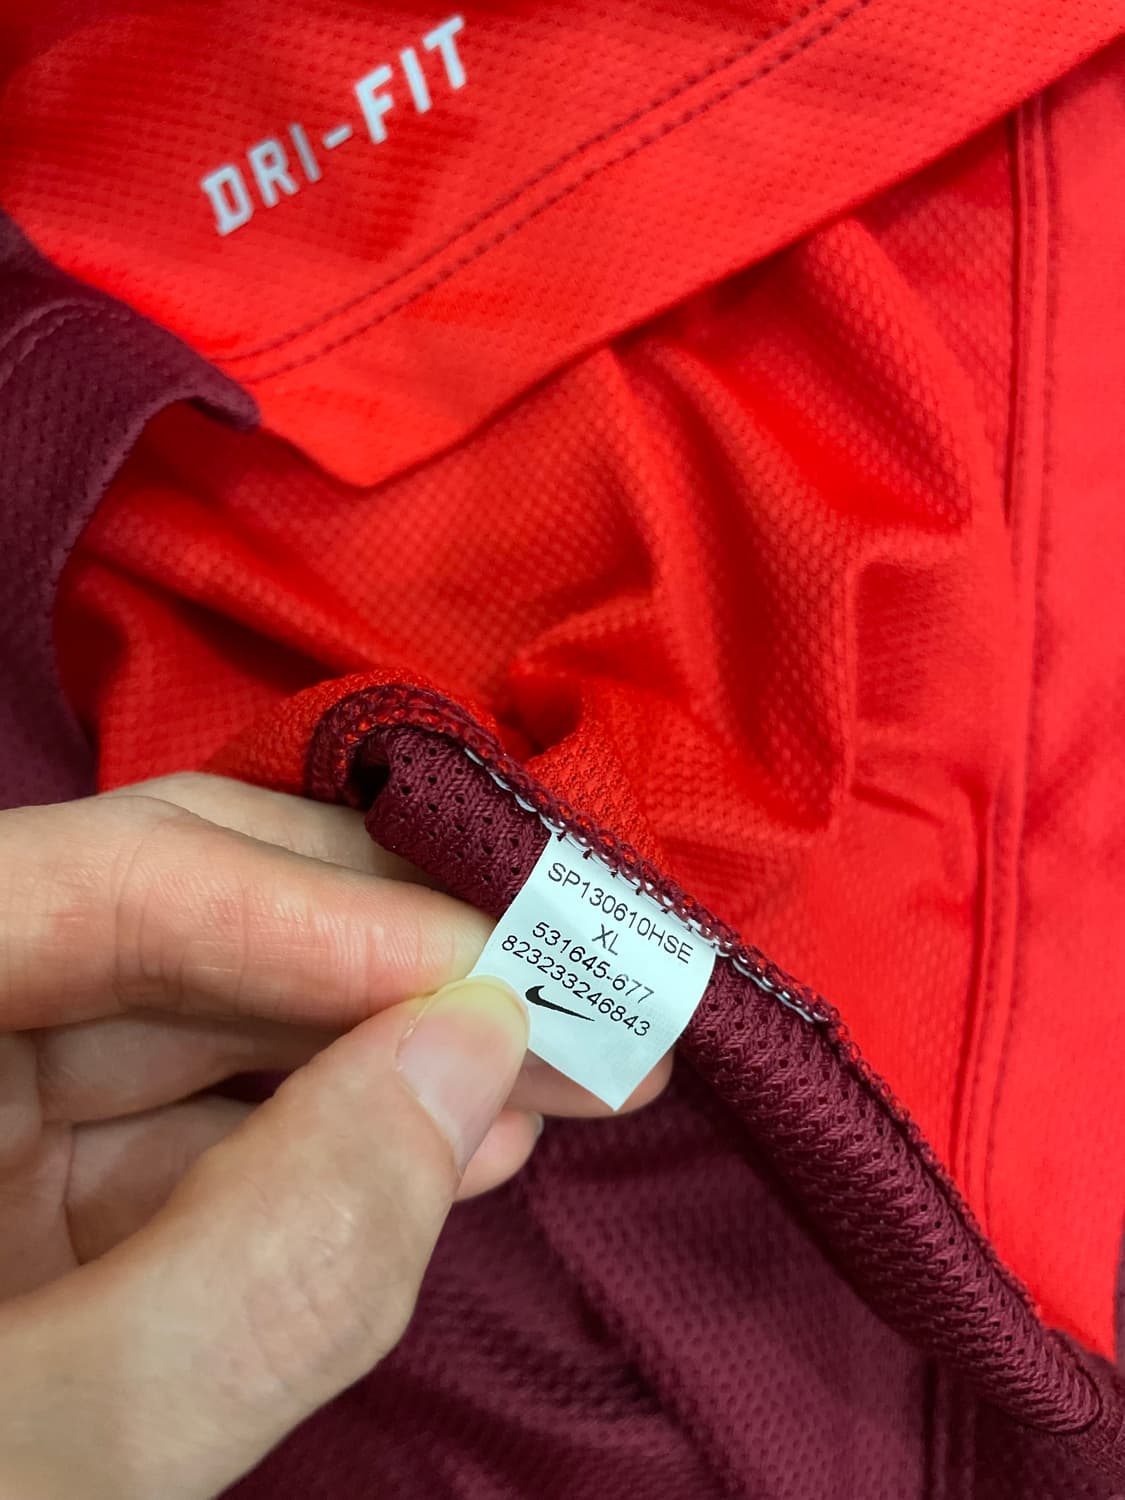 DRI-FIT
SP130610HSE
XL
531645-677
823233246843